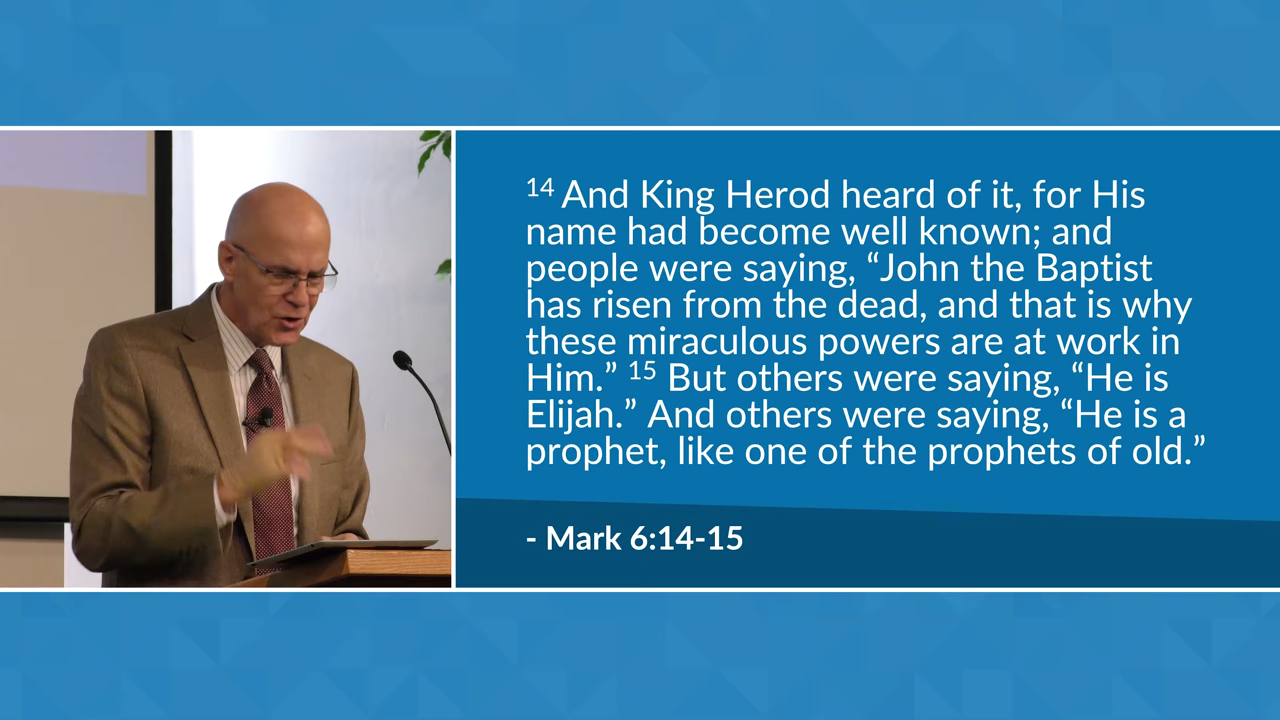 14 And King Herod heard of it, for His
name had become well known; and
people were saying, “John the Baptist
has risen from the dead, and that is why
these miraculous powers are at work in
Him.” 15 But others were saying, “He is
Elijah.” And others were saying, “He is a
prophet, like one of the prophets of old.”
- Mark 6:14-15